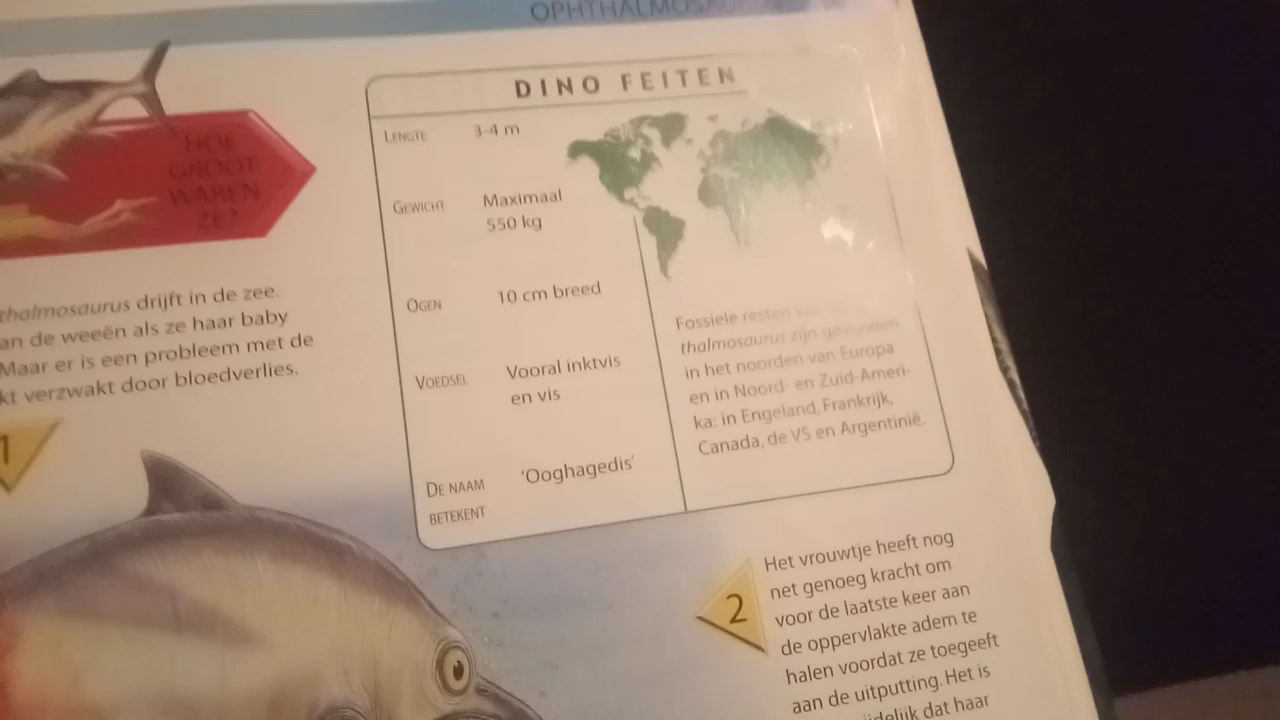 OPHTHALMOSAURUS
HOE
GROOT
WAREN
ZE?
thalmosaurus drijft in de zee.
an de weeën als ze haar baby
Maar er is een probleem met de
kt verzwakt door bloedverlies.
1
DINO FEITEN
LENGTE 3-4 m
GEWICHT Maximaal
550 kg
OGEN 10 cm breed
VOEDSEL Vooral inktvis
en vis
DE NAAM 'Ooghagedis'
BETEKENT
Fossiele resten
thalmosaurus zijn gevonden
in het noorden van Europa
en in Noord- en Zuid-Ameri-
ka: in Engeland, Frankrijk,
Canada, de VS en Argentinië.
2
Het vrouwtje heeft nog
net genoeg kracht om
voor de laatste keer aan
de oppervlakte adem te
halen voordat ze toegeeft
aan de uitputting. Het is
dat haar